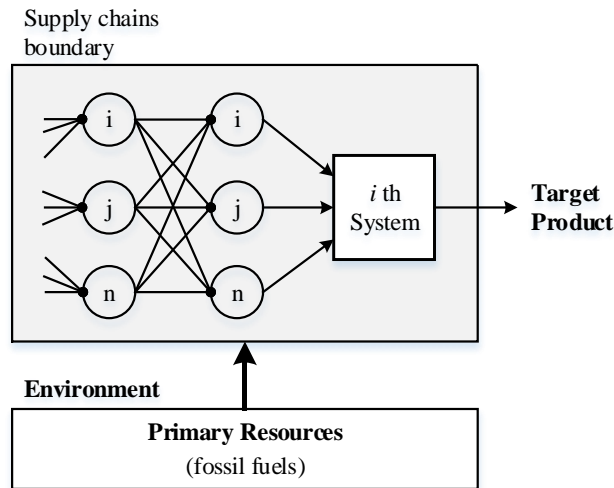 Supply chains
boundary
i
i
j
j
n
n
i th
System
Target
Product
Environment
Primary Resources
(fossil fuels)